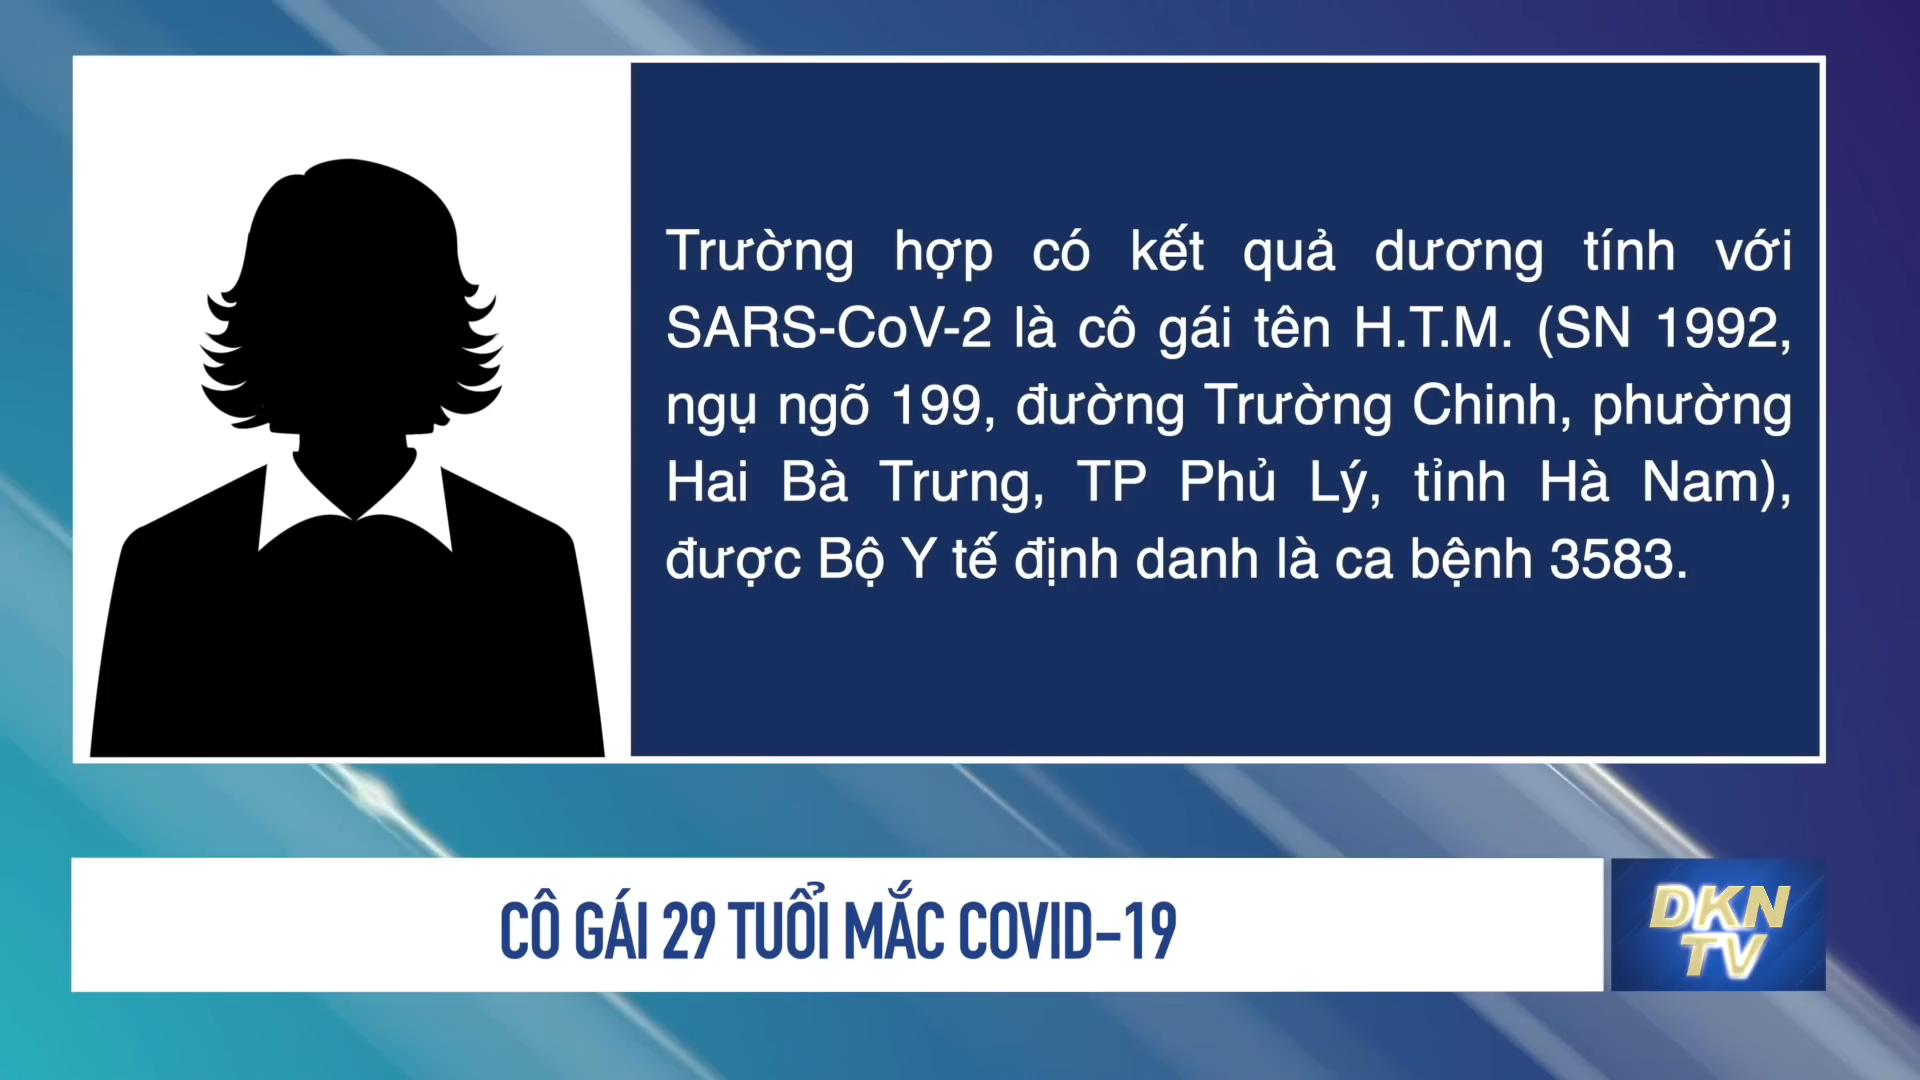 Trường hợp có kết quả dương tính với
SARS-CoV-2 là cô gái tên H.T.M. (SN 1992,
ngụ ngõ 199, đường Trường Chinh, phường
Hai Bà Trưng, TP Phủ Lý, tỉnh Hà Nam),
được Bộ Y tế định danh là ca bệnh 3583.
CÔ GÁI 29 TUỔI MẮC COVID-19
DKN
TV